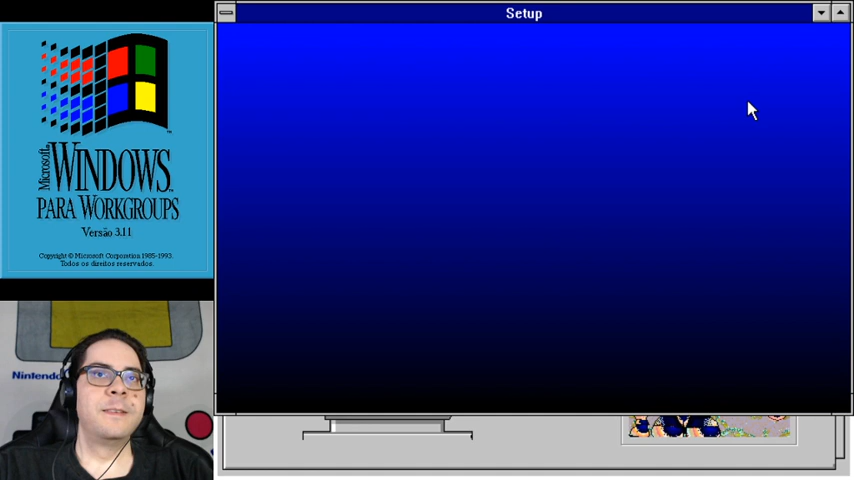 Setup
Microsoft
WINDOWS
PARA WORKGROUPS
Versão 3.11
Copyright © Microsoft Corporation 1985-1993.
Todos os direitos reservados.
Nintendo